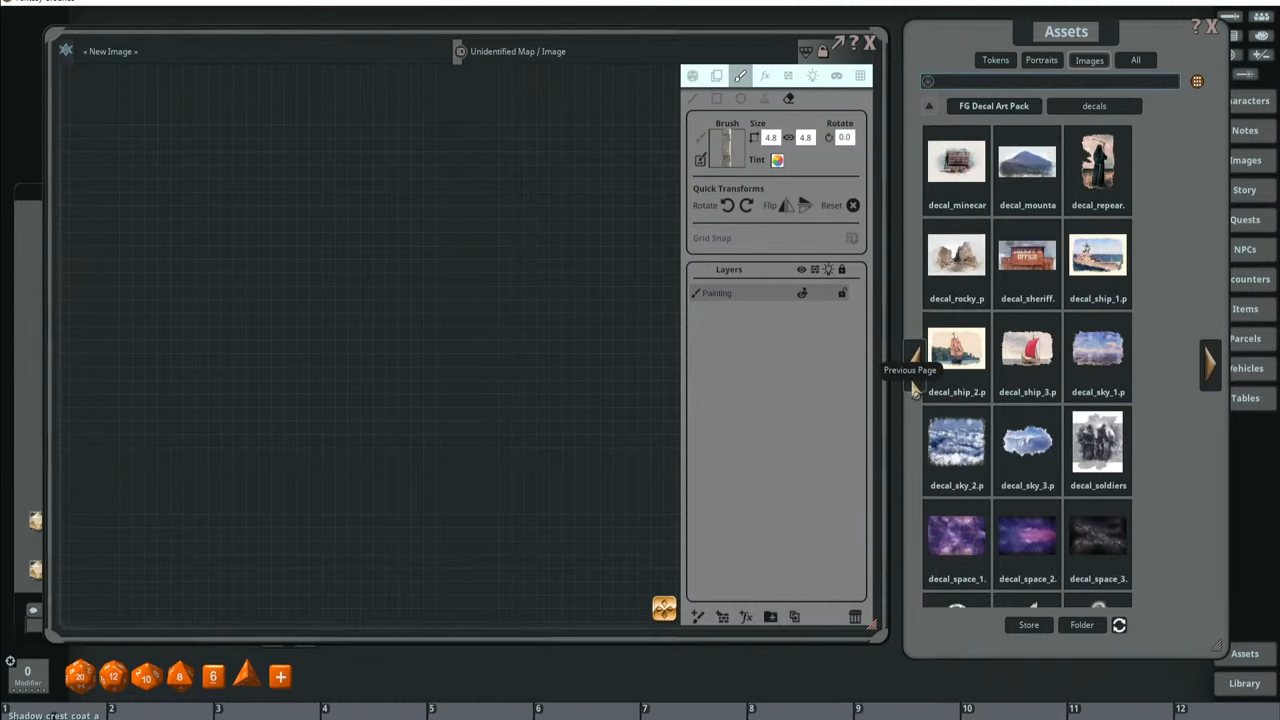 « New Image »
ID Unidentified Map / Image
Brush Size Rotate
4.8 4.8 0.0
Tint
Quick Transforms
Rotate Flip Reset
Grid Snap
Layers
Painting
Assets
Tokens Portraits Images All
FG Decal Art Pack decals
decal_minecar decal_mounta decal_repear.
decal_rocky_p decal_sheriff. decal_ship_1.p
decal_ship_2.p decal_ship_3.p decal_sky_1.p
Previous Page
decal_sky_2.p decal_sky_3.p decal_soldiers
decal_space_1. decal_space_2. decal_space_3.
Store Folder
aracters
Notes
Images
Story
Quests
NPCs
counters
Items
Parcels
Vehicles
Tables
Assets
Library
0
Modifier
20 12 10 8 6
1 2 3 4 5 6 7 8 9 10 11 12
Shadow crest coat a